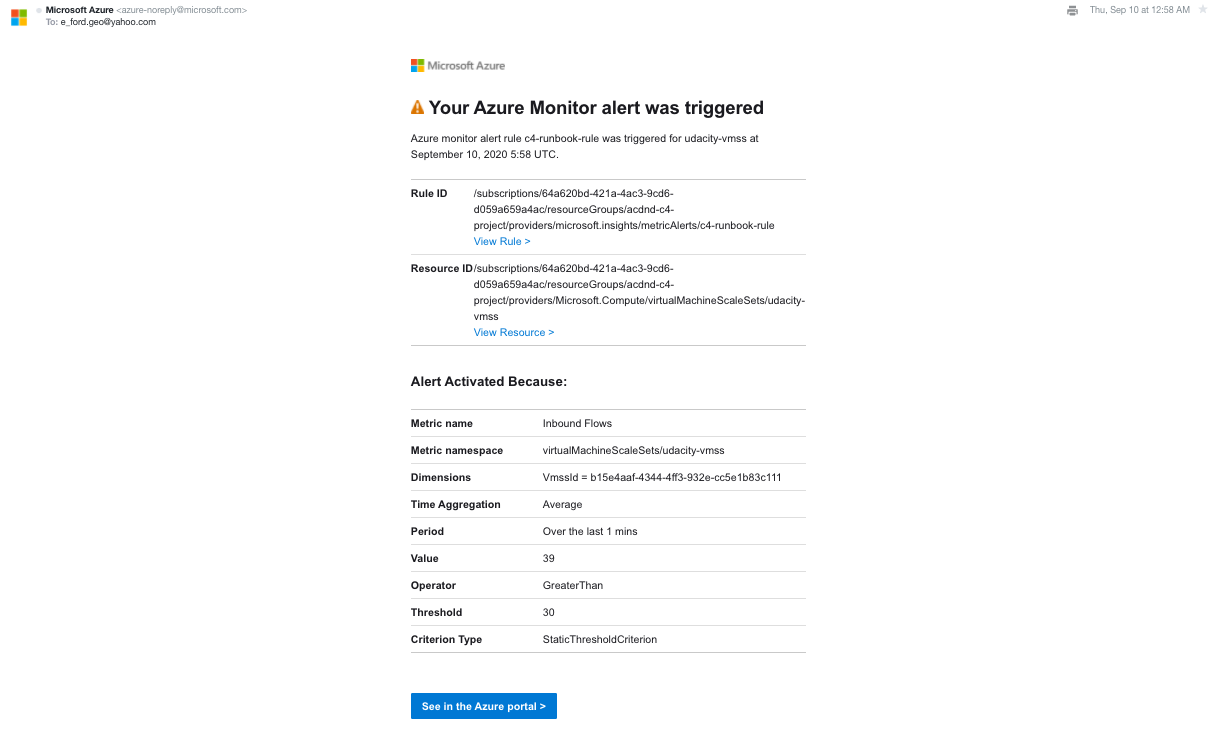 Microsoft Azure <azure-noreply@microsoft.com>
Thu, Sep 10 at 12:58 AM
To: e_ford.geo@yahoo.com
Microsoft Azure
Your Azure Monitor alert was triggered
Azure monitor alert rule c4-runbook-rule was triggered for udacity-vmss at
September 10, 2020 5:58 UTC.
Rule ID /subscriptions/64a620bd-421a-4ac3-9cd6-
d059a659a4ac/resourceGroups/acdnd-c4-
project/providers/microsoft.insights/metricAlerts/c4-runbook-rule
View Rule >
Resource ID /subscriptions/64a620bd-421a-4ac3-9cd6-
d059a659a4ac/resourceGroups/acdnd-c4-
project/providers/Microsoft.Compute/virtualMachineScaleSets/udacity-
vmss
View Resource >
Alert Activated Because:
Metric name Inbound Flows
Metric namespace virtualMachineScaleSets/udacity-vmss
Dimensions VmssId = b15e4aaf-4344-4ff3-932e-cc5e1b83c111
Time Aggregation Average
Period Over the last 1 mins
Value 39
Operator GreaterThan
Threshold 30
Criterion Type StaticThresholdCriterion
See in the Azure portal >